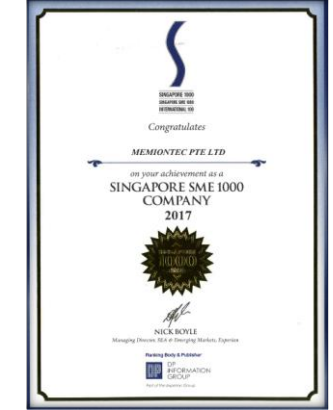 SINGAPORE 1000
SINGAPORE SME 1000
INTERNATIONAL 100
Congratulates
MEMIONTEC PTE LTD
on your achievement as a
SINGAPORE SME 1000
COMPANY
2017
NICK BOYLE
Managing Director, SEA & Emerging Markets, Experian
Ranking Body & Publisher
DP
DP
INFORMATION
GROUP